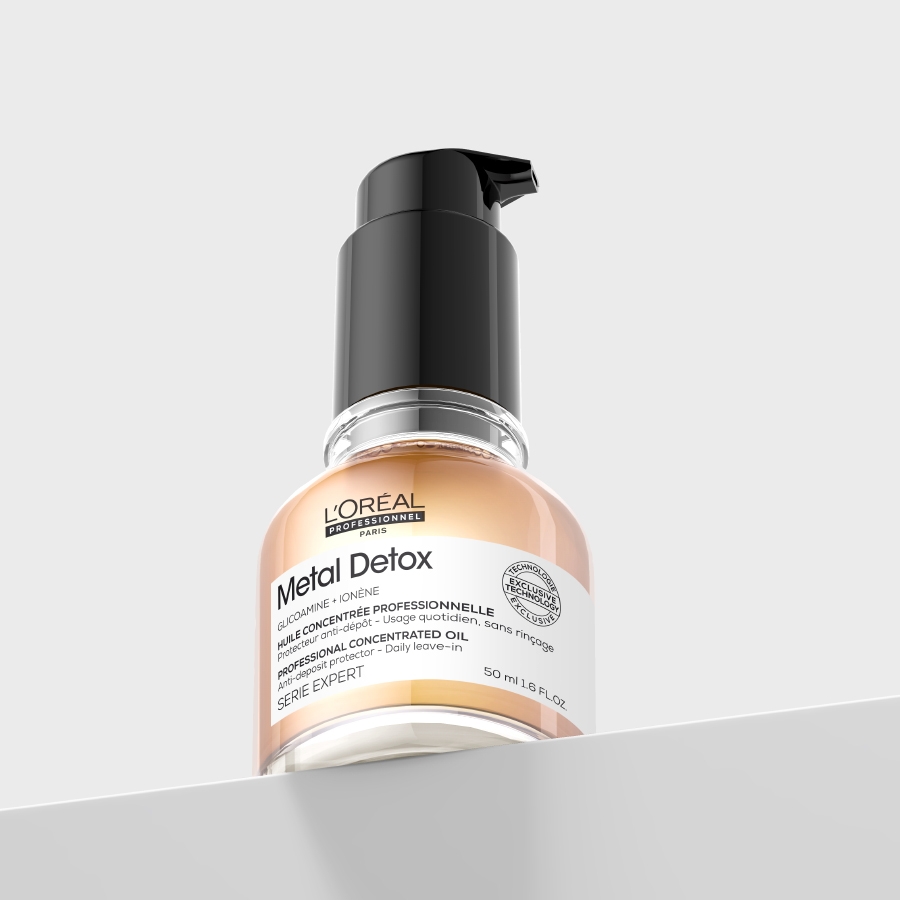 L'ORÉAL
PROFESSIONNEL
PARIS
Metal Detox
GLICOAMINE + IONÈNE
HUILE CONCENTRÉE PROFESSIONNELLE
Protecteur anti-dépôt - Usage quotidien, sans rinçage
PROFESSIONAL CONCENTRATED OIL
Anti-deposit protector - Daily leave-in
SERIE EXPERT
50 ml 1.6 FL.OZ.
TECHNOLOGIE
EXCLUSIVE
TECHNOLOGY
EXCLUSIVE